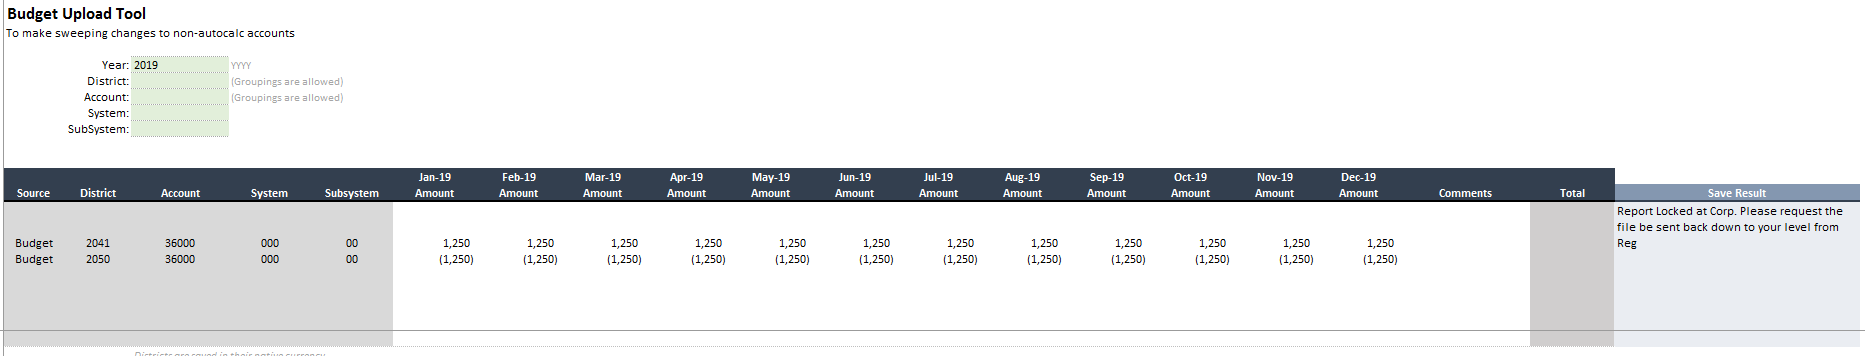 Budget Upload Tool
To make sweeping changes to non-autocalc accounts
Year: 2019 YYYY
District: (Groupings are allowed)
Account: (Groupings are allowed)
System:
SubSystem:
Jan-19 Feb-19 Mar-19 Apr-19 May-19 Jun-19 Jul-19 Aug-19 Sep-19 Oct-19 Nov-19 Dec-19
Source District Account System Subsystem Amount Amount Amount Amount Amount Amount Amount Amount Amount Amount Amount Amount Comments Total Save Result
Report Locked at Corp. Please request the
file be sent back down to your level from
Budget 2041 36000 000 00 1,250 1,250 1,250 1,250 1,250 1,250 1,250 1,250 1,250 1,250 1,250 1,250 Reg
Budget 2050 36000 000 00 (1,250) (1,250) (1,250) (1,250) (1,250) (1,250) (1,250) (1,250) (1,250) (1,250) (1,250) (1,250)
Districts are saved in their native currency